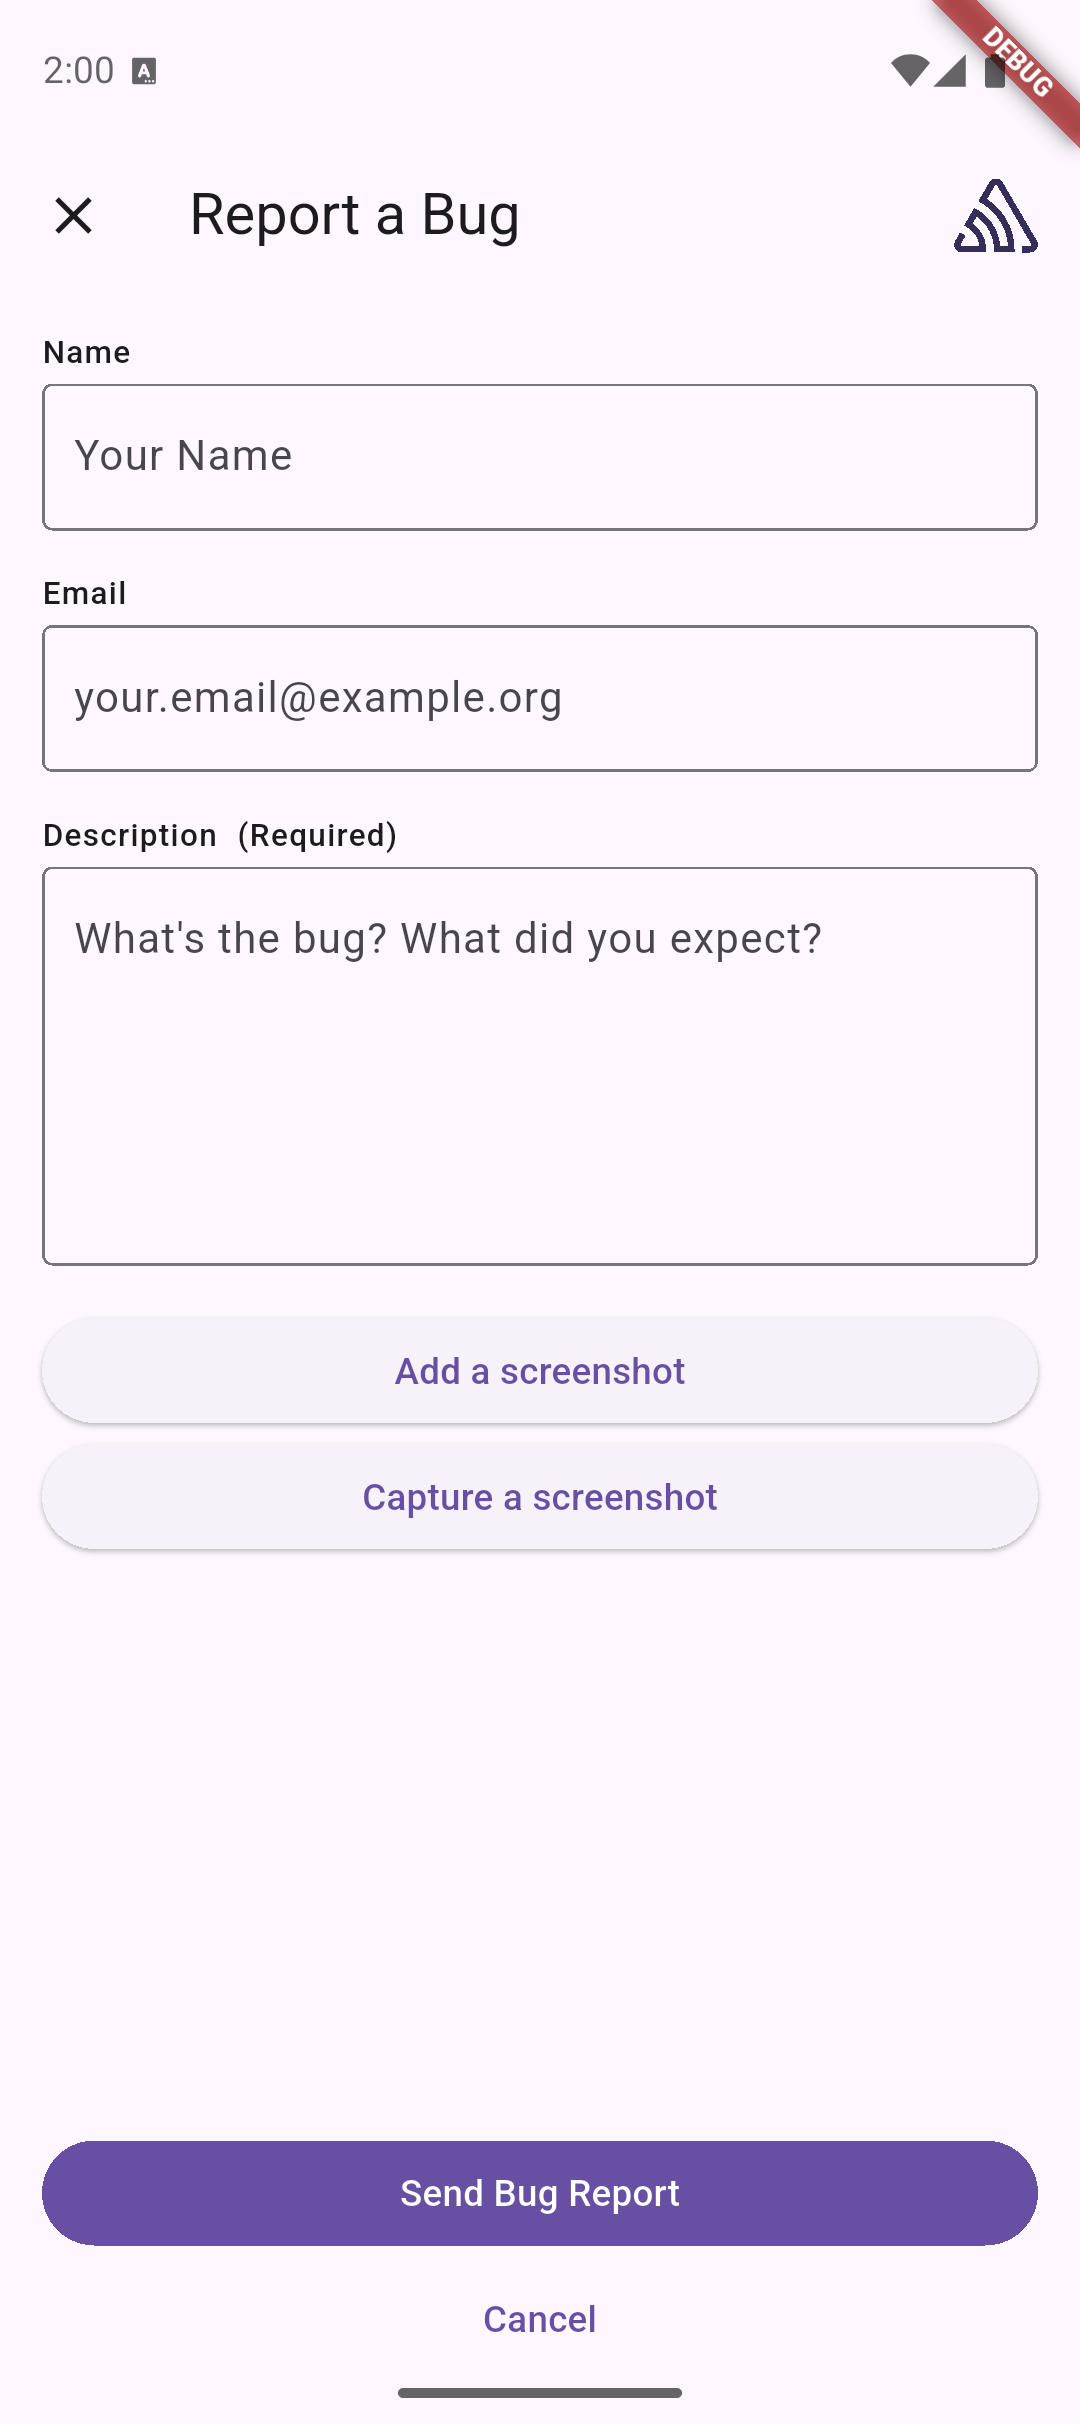 2:00
DEBUG
Report a Bug
Name
Your Name
Email
your.email@example.org
Description (Required)
What's the bug? What did you expect?
Add a screenshot
Capture a screenshot
Send Bug Report
Cancel